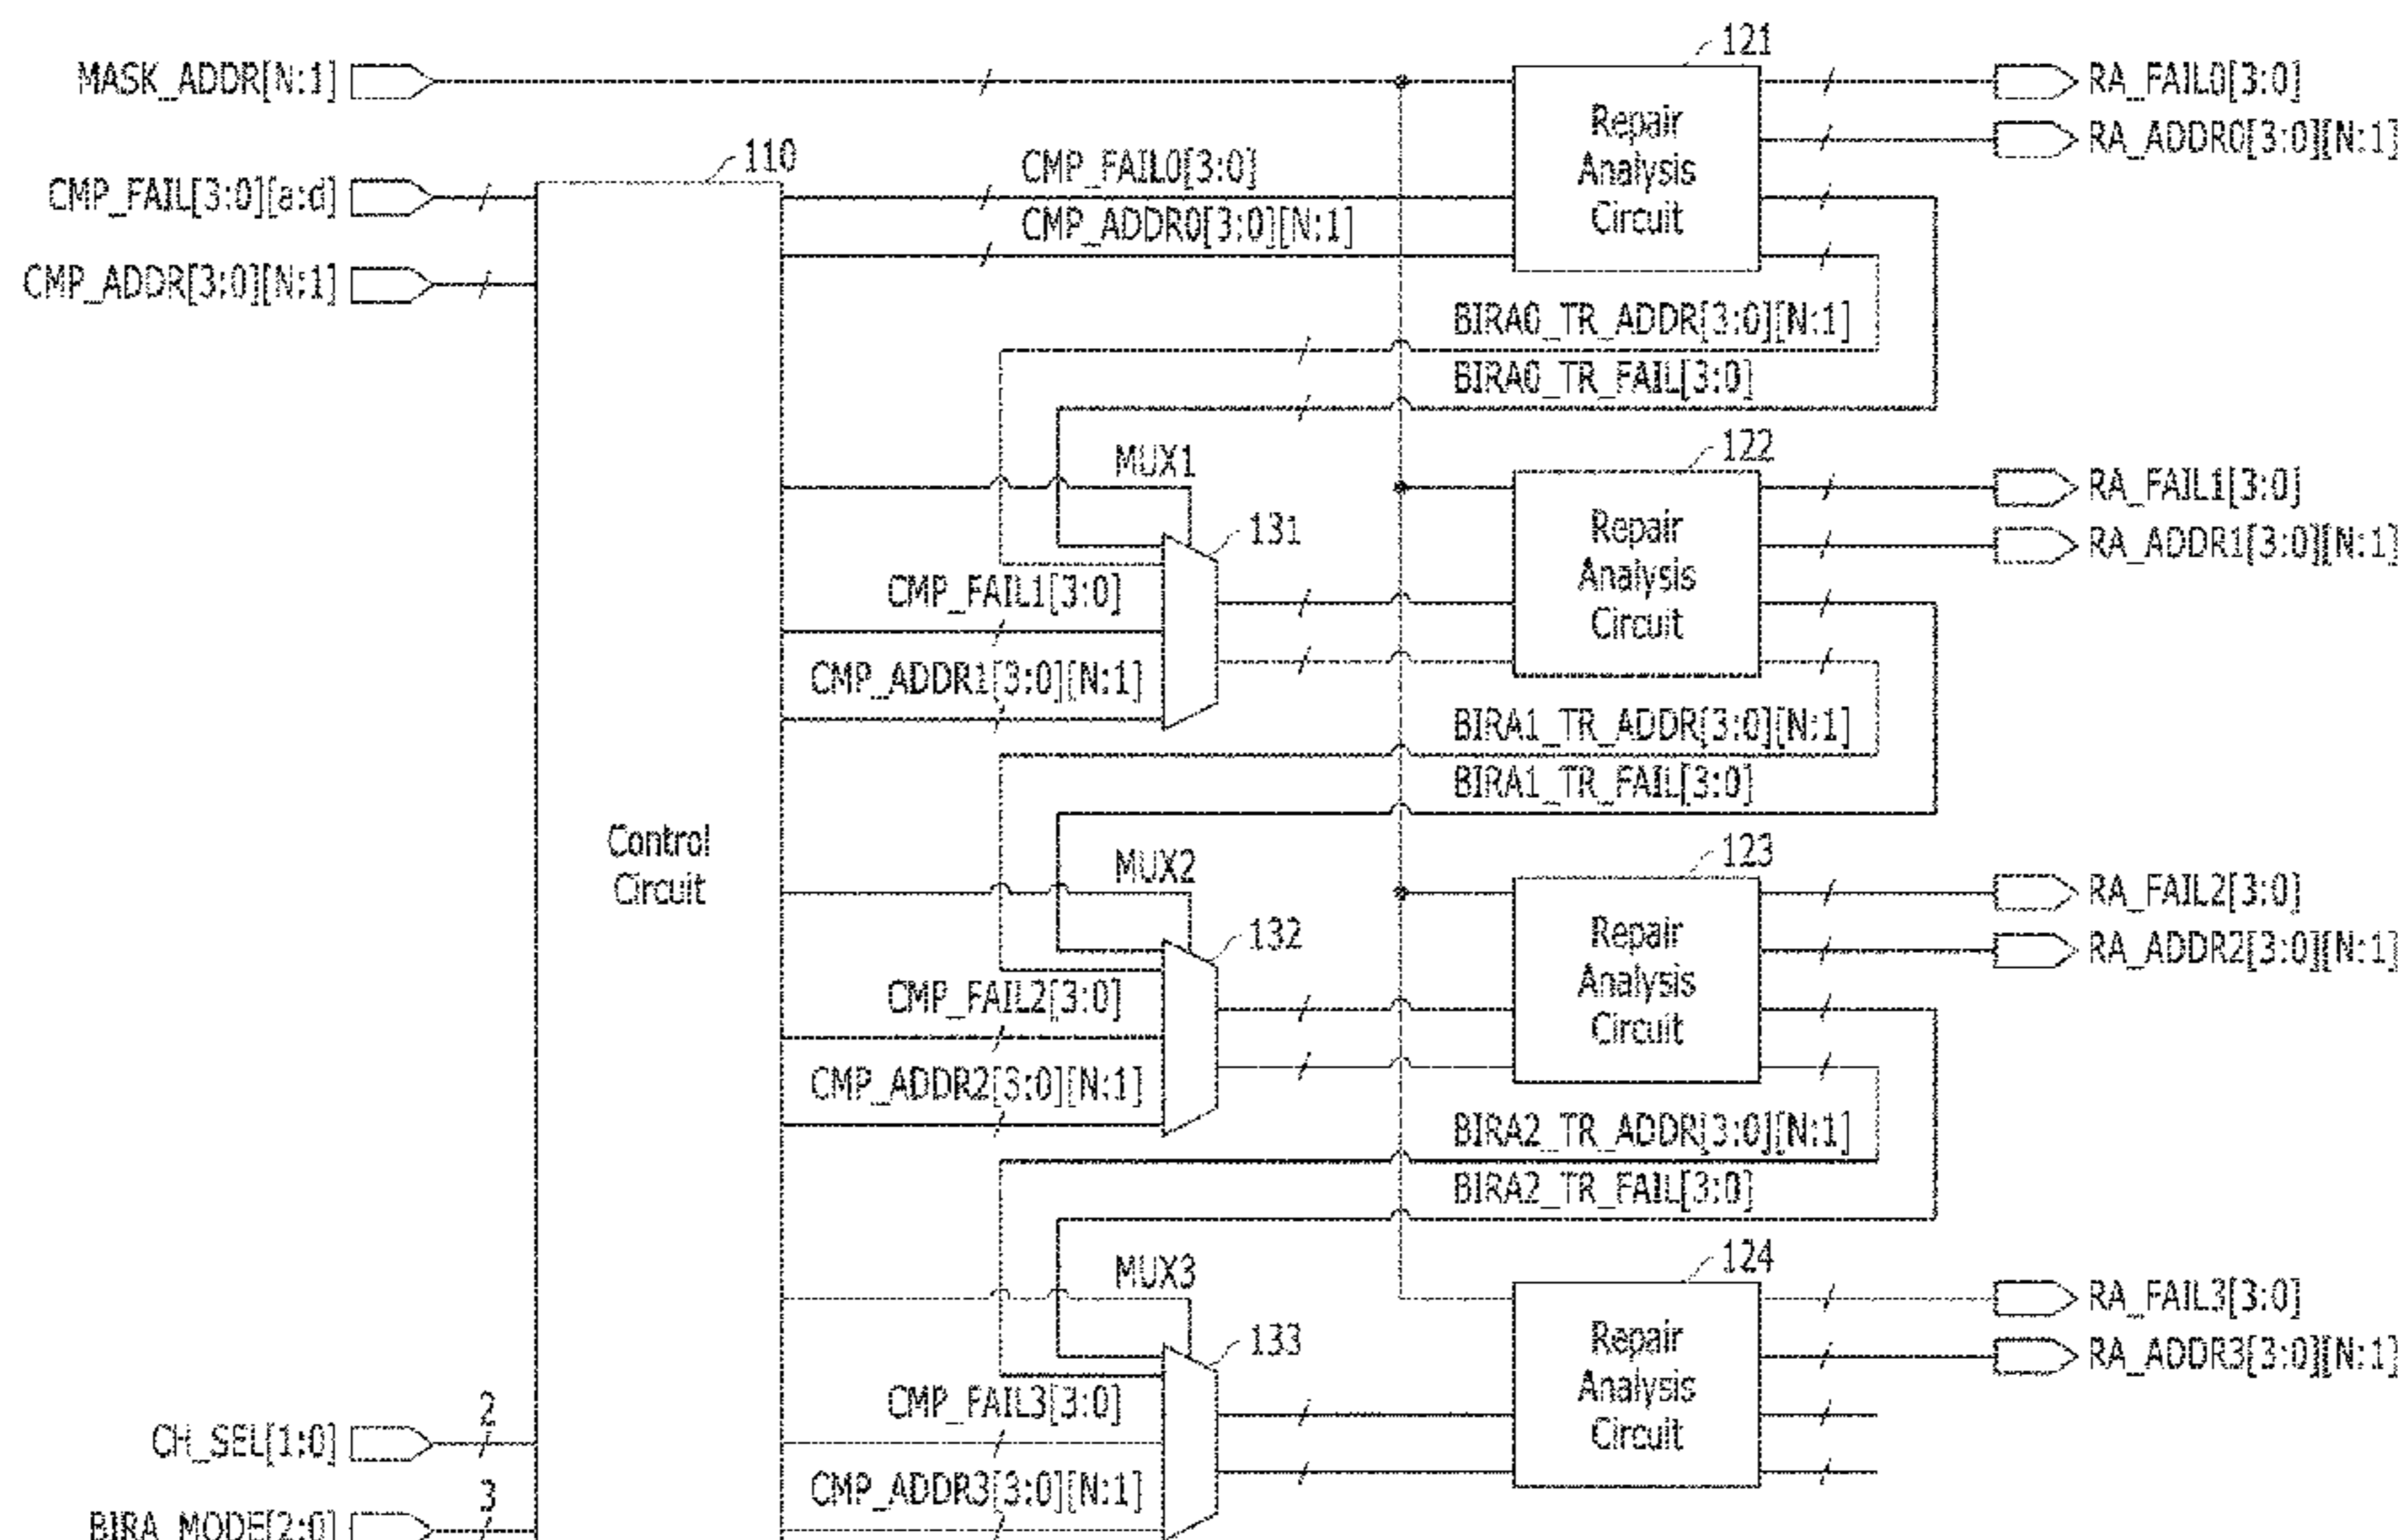 121
MASK_ADDR[N:1]
RA_FAIL0[3:0]
Repair
Analysis
Circuit
RA_ADDR0[3:0][N:1]
110
CMP_FAIL[3:0][a:d]
CMP_FAIL0[3:0]
CMP_ADDR0[3:0][N:1]
CMP_ADDR[3:0][N:1]
BIRA0_TR_ADDR[3:0][N:1]
BIRA0_TR_FAIL[3:0]
MUX1
122
RA_FAIL1[3:0]
131
Repair
Analysis
Circuit
RA_ADDR1[3:0][N:1]
CMP_FAIL1[3:0]
CMP_ADDR1[3:0][N:1]
BIRA1_TR_ADDR[3:0][N:1]
BIRA1_TR_FAIL[3:0]
Control
Circuit
MUX2
123
RA_FAIL2[3:0]
132
Repair
Analysis
Circuit
RA_ADDR2[3:0][N:1]
CMP_FAIL2[3:0]
CMP_ADDR2[3:0][N:1]
BIRA2_TR_ADDR[3:0][N:1]
BIRA2_TR_FAIL[3:0]
MUX3
124
RA_FAIL3[3:0]
133
Repair
Analysis
Circuit
RA_ADDR3[3:0][N:1]
CMP_FAIL3[3:0]
2
CH_SEL[1:0]
CMP_ADDR3[3:0][N:1]
3
BIRA_MODE[2:0]